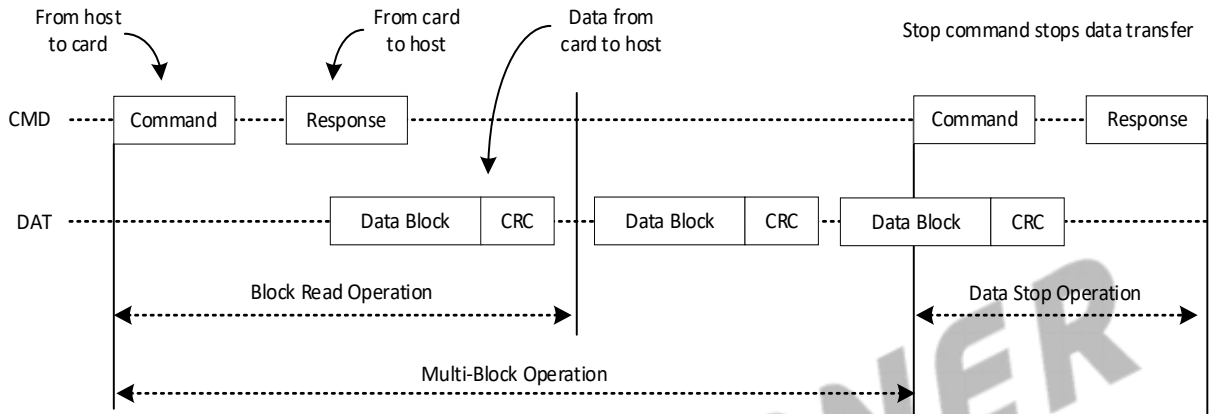 From host
to card
From card
to host
Data from
card to host
Stop command stops data transfer
CMD
Command
Response
Command
Response
DAT
Data Block
CRC
Data Block
CRC
Data Block
CRC
Block Read Operation
Data Stop Operation
Multi-Block Operation